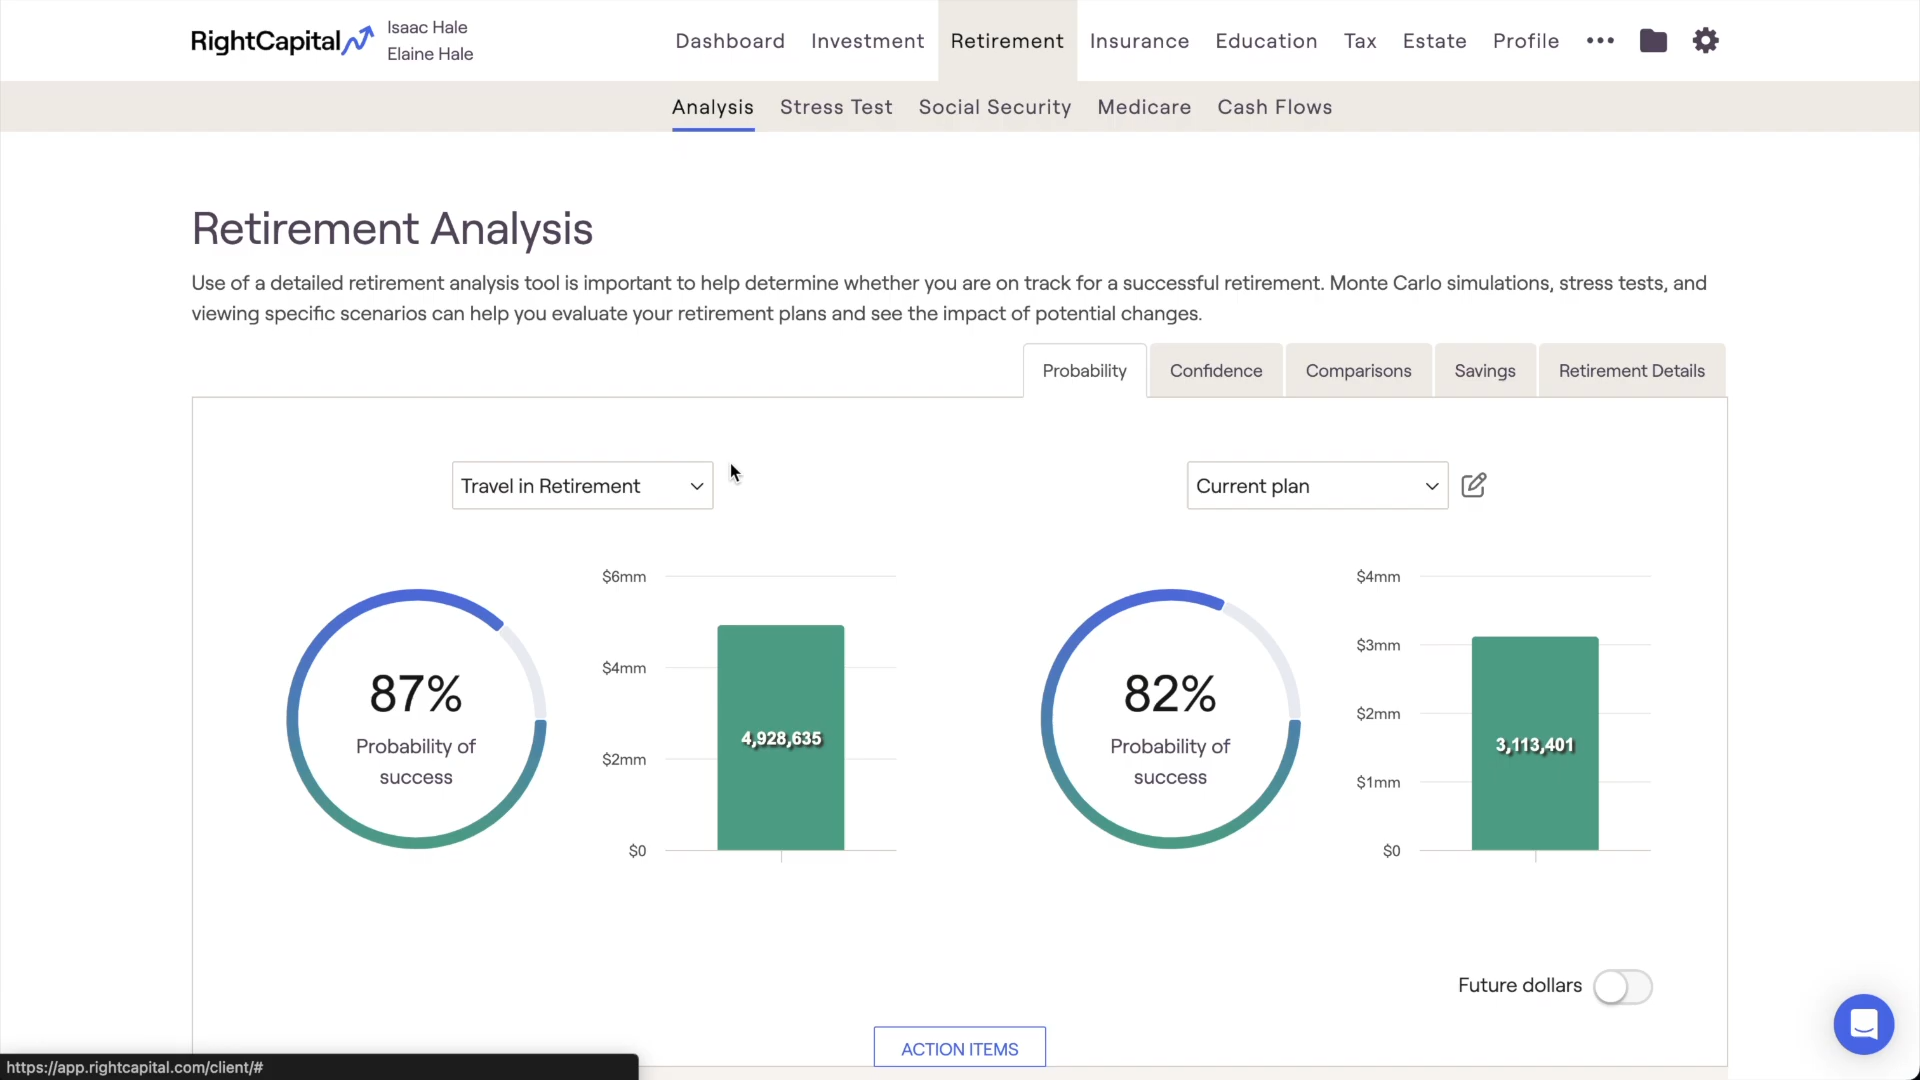 RightCapital
Isaac Hale
Elaine Hale
Dashboard Investment Retirement Insurance Education Tax Estate Profile
Analysis Stress Test Social Security Medicare Cash Flows
Retirement Analysis
Use of a detailed retirement analysis tool is important to help determine whether you are on track for a successful retirement. Monte Carlo simulations, stress tests, and
viewing specific scenarios can help you evaluate your retirement plans and see the impact of potential changes.
Probability Confidence Comparisons Savings Retirement Details
Travel in Retirement
87%
Probability of
success
$6mm
$4mm
$2mm
$0
4,928,635
Current plan
82%
Probability of
success
$4mm
$3mm
$2mm
$1mm
$0
3,113,401
Future dollars
ACTION ITEMS
https://app.rightcapital.com/client/#